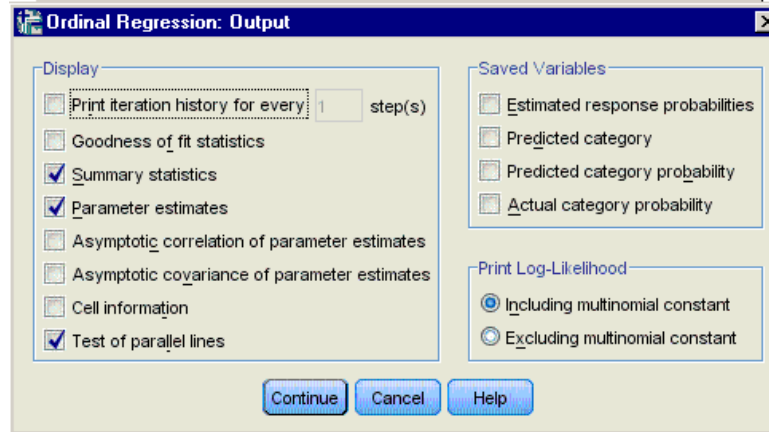 Ordinal Regression: Output
Display
Print iteration history for every 1 step(s)
Goodness of fit statistics
Summary statistics
Parameter estimates
Asymptotic correlation of parameter estimates
Asymptotic covariance of parameter estimates
Cell information
Test of parallel lines
Saved Variables
Estimated response probabilities
Predicted category
Predicted category probability
Actual category probability
Print Log-Likelihood
Including multinomial constant
Excluding multinomial constant
Continue Cancel Help